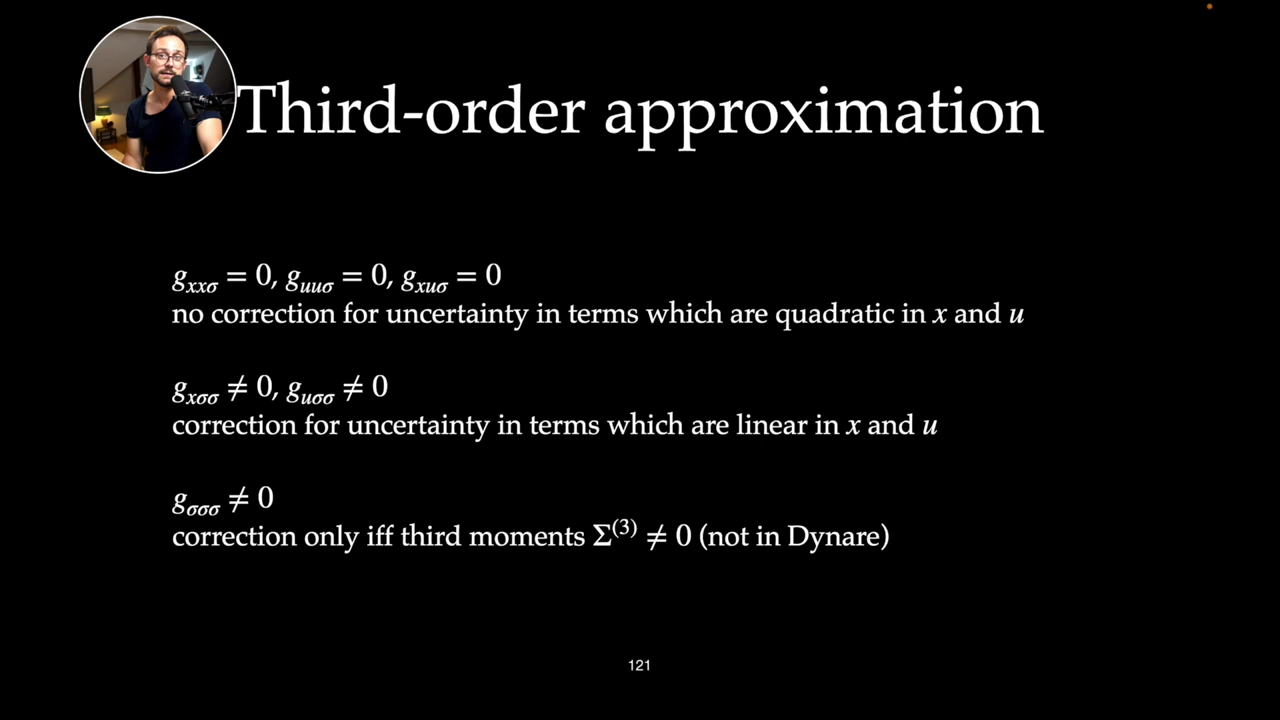 Third-order approximation
g_{xxσ} = 0, g_{uuσ} = 0, g_{xuσ} = 0
no correction for uncertainty in terms which are quadratic in x and u
g_{xσσ} ≠ 0, g_{uσσ} ≠ 0
correction for uncertainty in terms which are linear in x and u
g_{σσσ} ≠ 0
correction only iff third moments Σ^{(3)} ≠ 0 (not in Dynare)
121